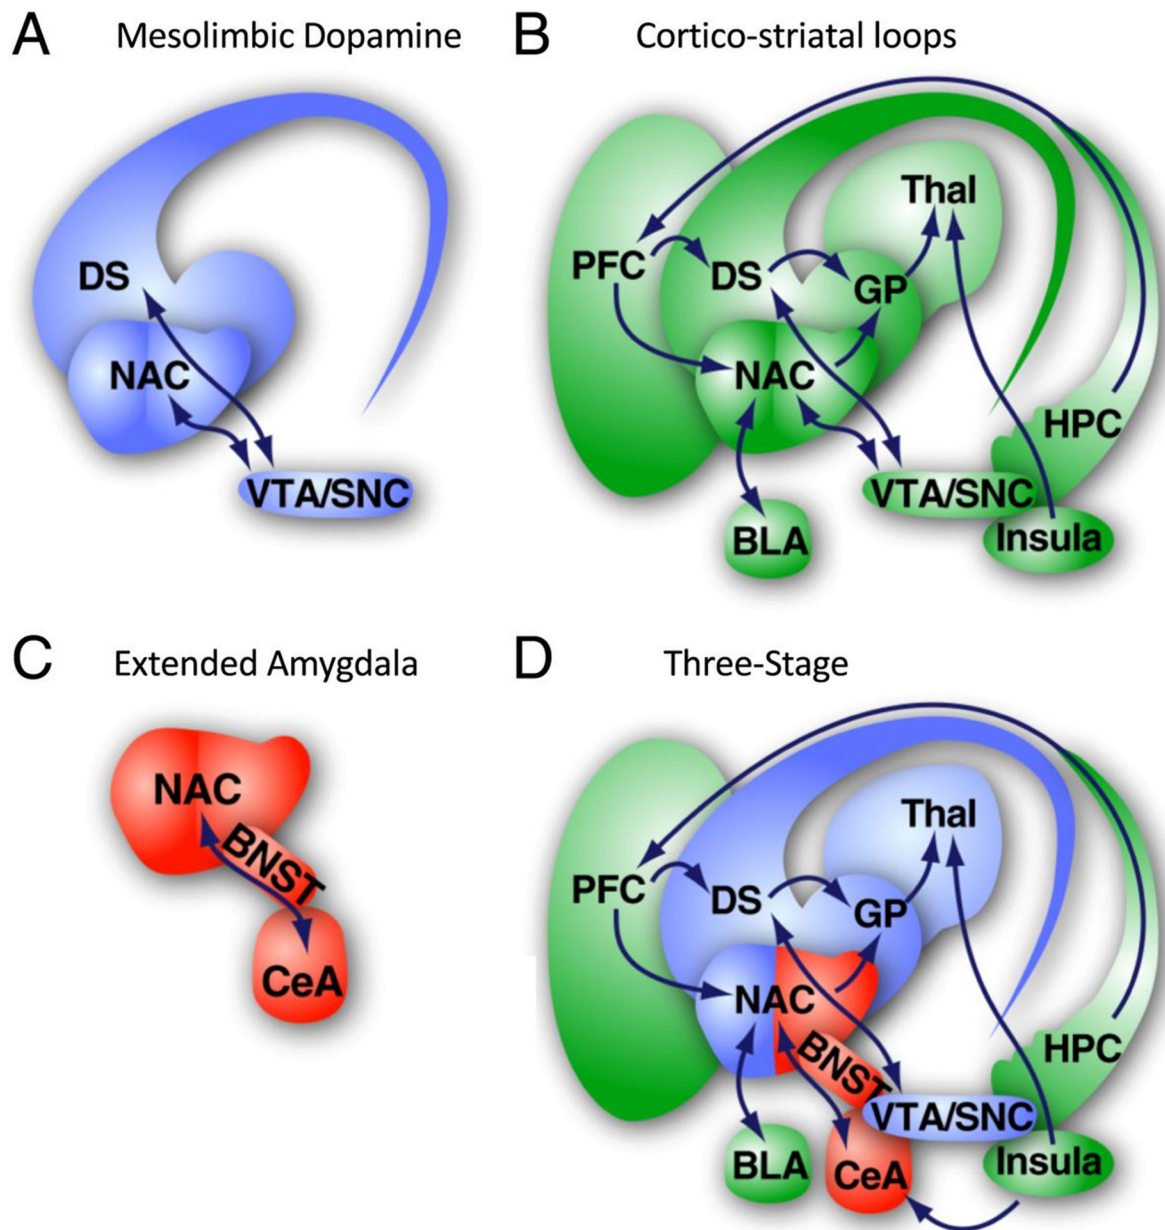 A Mesolimbic Dopamine
DS
NAC
VTA/SNC
B Cortico-striatal loops
Thal
PFC DS GP
NAC
HPC
VTA/SNC
BLA Insula
C Extended Amygdala
NAC
BNST
CeA
D Three-Stage
Thal
PFC DS GP
NAC
HPC
BNST
VTA/SNC
BLA CeA Insula